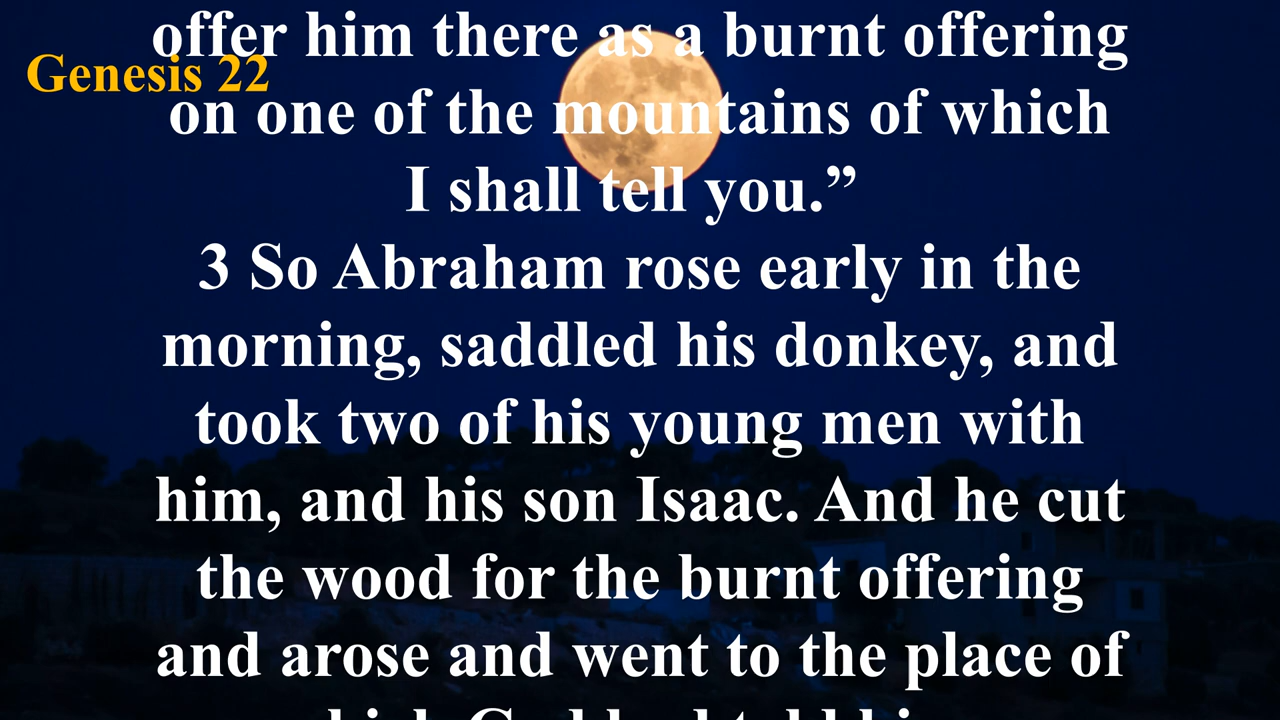 offer him there as a burnt offering
Genesis 22
on one of the mountains of which
I shall tell you.”
3 So Abraham rose early in the
morning, saddled his donkey, and
took two of his young men with
him, and his son Isaac. And he cut
the wood for the burnt offering
and arose and went to the place of